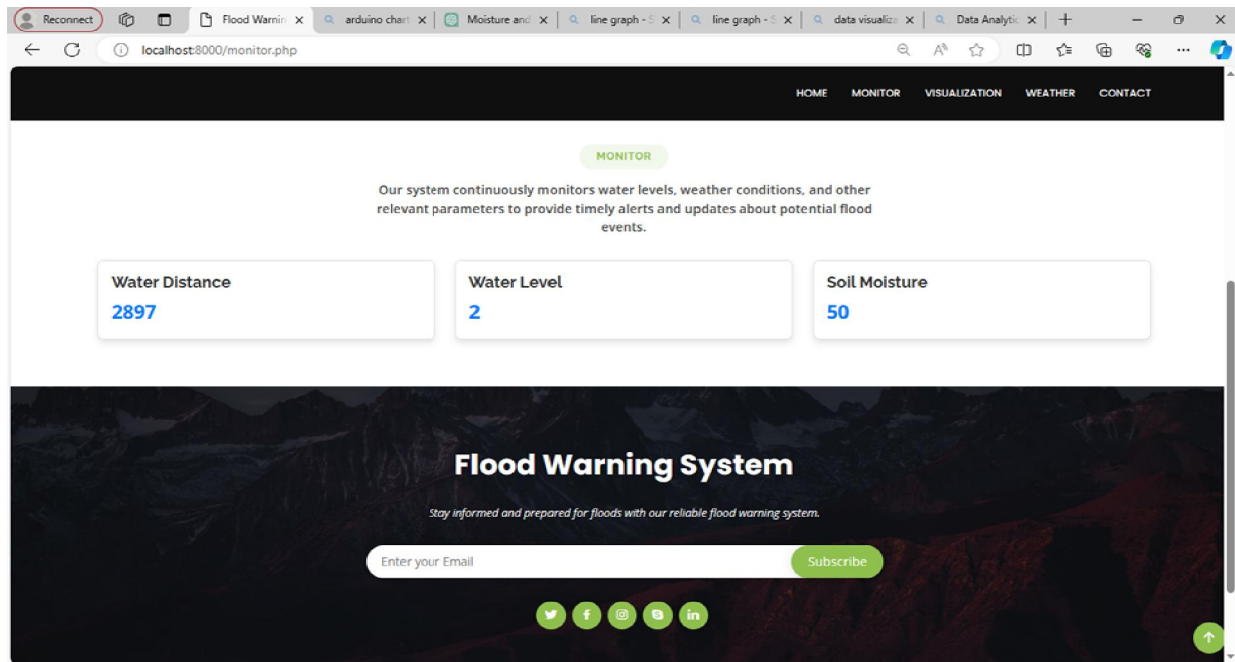 Reconnect
Flood Warnin
arduino chart
Moisture and
line graph - S
line graph - S
data visualiza
Data Analytic
localhost:8000/monitor.php
HOME MONITOR VISUALIZATION WEATHER CONTACT
MONITOR
Our system continuously monitors water levels, weather conditions, and other
relevant parameters to provide timely alerts and updates about potential flood
events.
Water Distance
2897
Water Level
2
Soil Moisture
50
Flood Warning System
Stay informed and prepared for floods with our reliable flood warning system.
Enter your Email
Subscribe